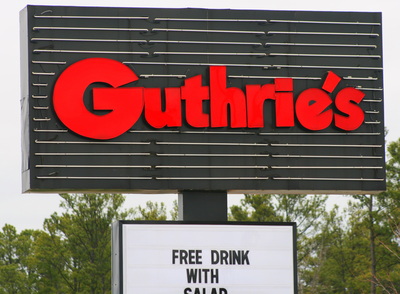 Guthrie's
FREE DRINK
WITH
SALAD